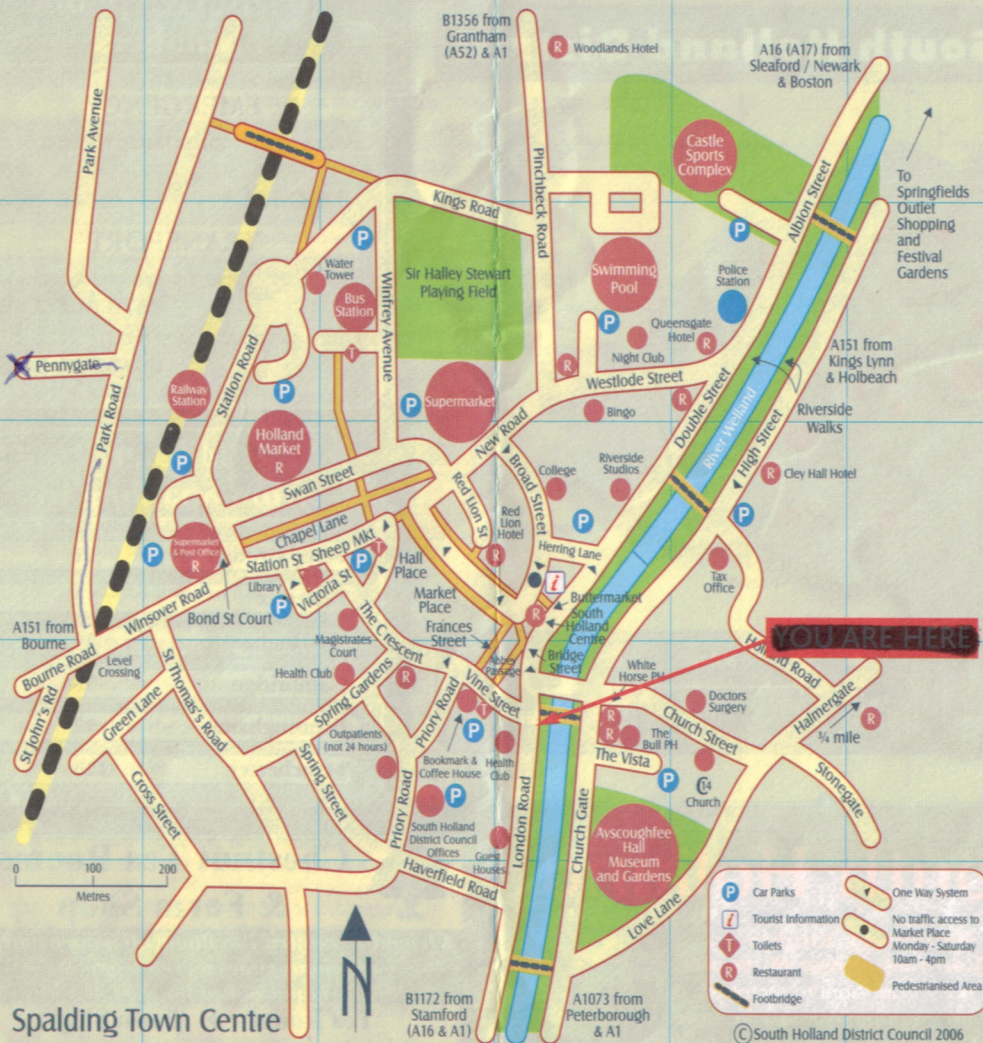 B1356 from
Grantham
(A52) & A1
R Woodlands Hotel
A16 (A17) from
Sleaford / Newark
& Boston
Park Avenue
Pinchbeck Road
Castle
Sports
Complex
Albion Street
To
Springfields
Outlet
Shopping
and
Festival
Gardens
Kings Road
P
P
Water
Tower
Bus
Station
T
Winfrey Avenue
Sir Halley Stewart
Playing Field
Swimming
Pool
P
Police
Station
Queensgate
Hotel
R
Night Club
R
A151 from
Kings Lynn
& Holbeach
Pennygate
Park Road
Railway
Station
Station Road
P
P
Supermarket
Westlode Street
R
Bingo
Double Street
River Welland
Riverside
Walks
High Street
Holland
Market
R
New Road
Broad Street
College
Riverside
Studios
R
Cley Hall Hotel
P
Swan Street
Red Lion St
Red
Lion
Hotel
R
P
P
Chapel Lane
Supermarket
& Post Office
R
P
Station St
Sheep Mkt
T
P
Hall
Place
Herring Lane
Tax
Office
Library
P
Victoria St
Market
Place
i
Buttermarket
A151 from
Bourne
Winsover Road
Bond St Court
Magistrates
Court
The Crescent
Frances
Street
R
South
Holland
Centre
YOU ARE HERE
Holland Road
Bourne Road
Level
Crossing
Health Club
Abbey
Passage
Bridge
Street
White
Horse PH
St John's Rd
Green Lane
St Thomas's Road
Spring Gardens
R
Priory Road
Vine Street
T
P
R
R
The
Bull PH
Church Street
Doctors
Surgery
Halmergate
R
¾ mile
Outpatients
(not 24 hours)
Bookmark &
Coffee House
Health
Club
The Vista
P
C14
Church
Stonegate
Cross Street
Spring Street
Priory Road
P
South Holland
District Council
Offices
Guest
Houses
London Road
Church Gate
Ayscoughfee
Hall
Museum
and Gardens
Haverfield Road
Love Lane
0 100 200
Metres
N
P Car Parks
i Tourist Information
T Toilets
R Restaurant
Footbridge
One Way System
No traffic access to
Market Place
Monday - Saturday
10am - 4pm
Pedestrianised Area
B1172 from
Stamford
(A16 & A1)
A1073 from
Peterborough
& A1
Spalding Town Centre
© South Holland District Council 2006